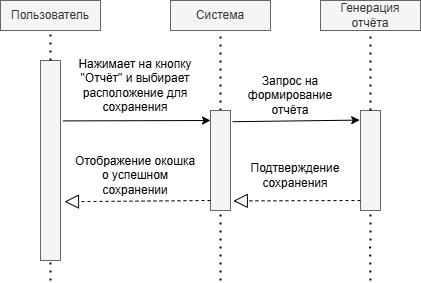 Пользователь
Система
Генерация
отчёта
Нажимает на кнопку
"Отчёт" и выбирает
расположение для
сохранения
Запрос на
формирование
отчёта
Отображение окошка
о успешном
сохранении
Подтверждение
сохранения